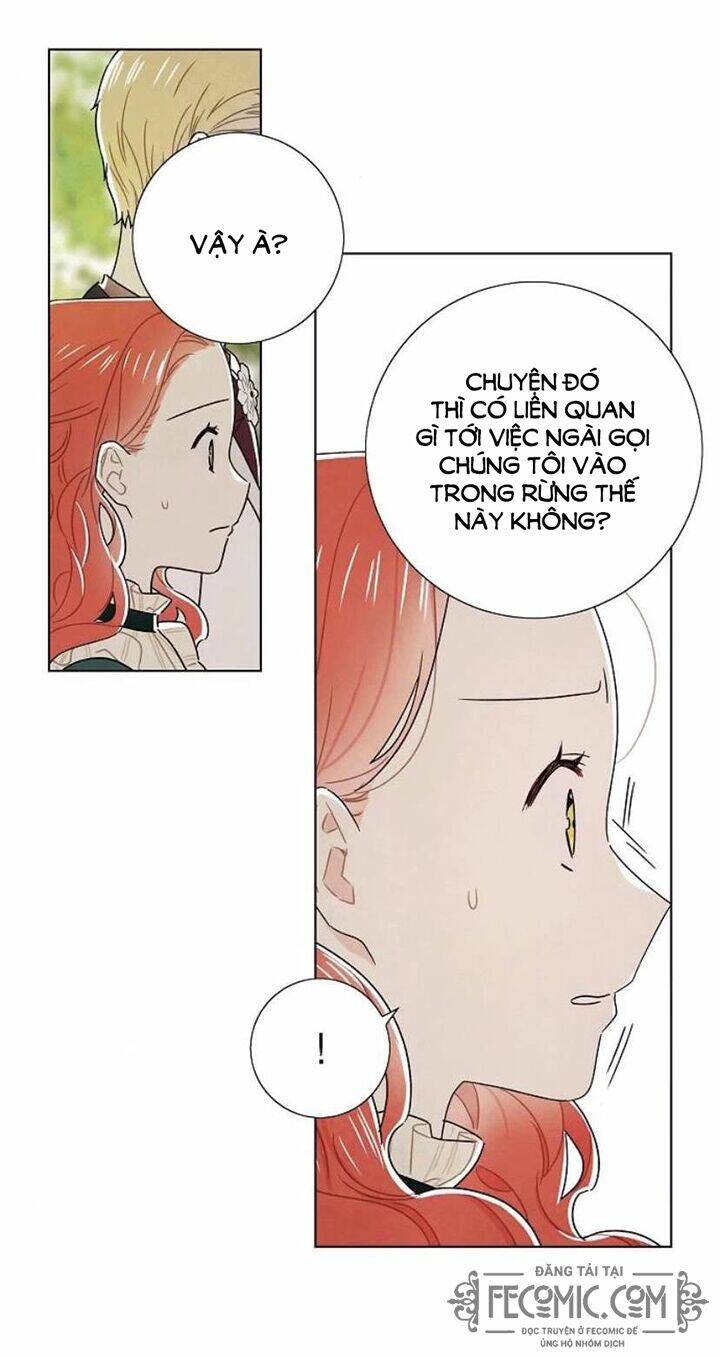 VẬY À?
CHUYỆN ĐÓ
THÌ CÓ LIÊN QUAN
GÌ TỚI VIỆC NGÀI GỌI
CHÚNG TÔI VÀO
TRONG RỪNG THẾ
NÀY KHÔNG?
!
ĐĂNG TẢI TẠI
FECOMIC.COM
ĐỌC TRUYỆN Ở FECOMIC ĐỂ
ỦNG HỘ NHÓM DỊCH